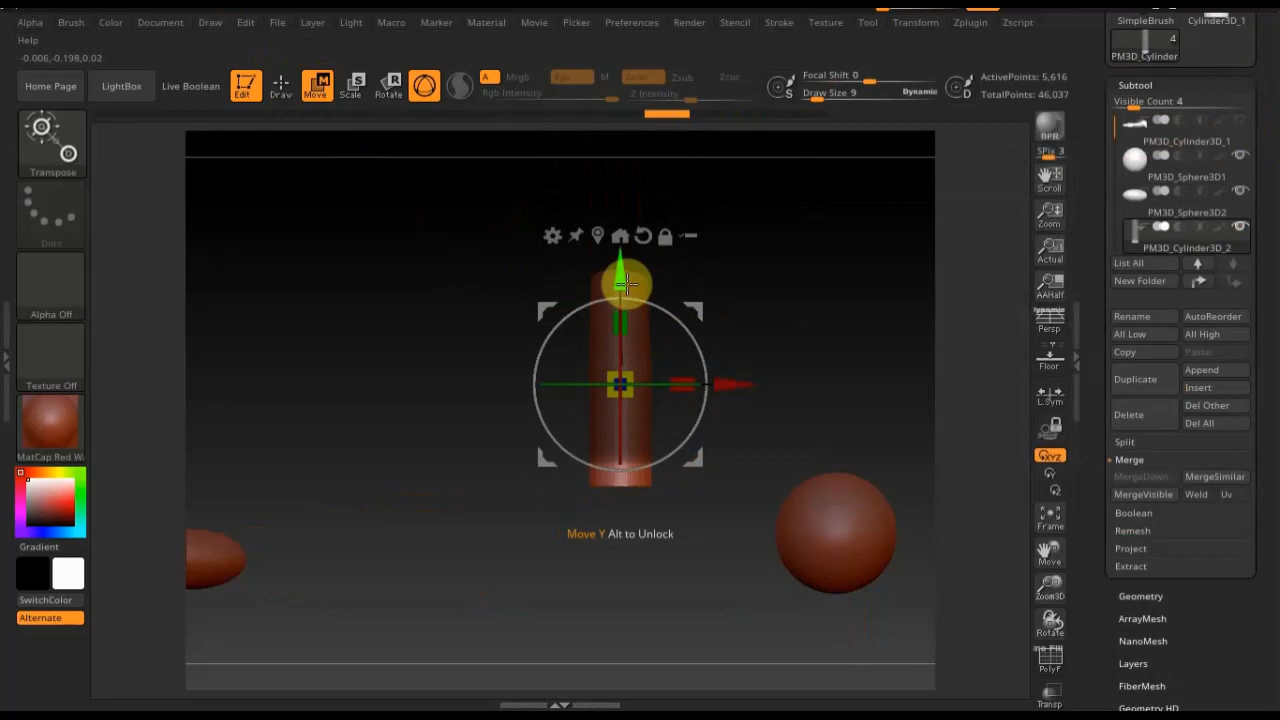 Alpha Brush Color Document Draw Edit File Layer Light Macro Marker Material Movie Picker Preferences Render Stencil Stroke Texture Tool Transform Zplugin Zscript
Help
-0.006,-0.198,0.02
Home Page
LightBox
Live Boolean
Edit
Draw
Move
Scale
Rotate
A
Mrgb
Rgb
M
Zadd
Zsub
Zcut
Rgb Intensity
Z Intensity
S
Focal Shift 0
Draw Size 9
Dynamic
D
ActivePoints: 5,616
TotalPoints: 46,037
Transpose
Dots
Alpha Off
Texture Off
MatCap Red W
Gradient
SwitchColor
Alternate
Move Y Alt to Unlock
BPR
SPix 3
Scroll
Zoom
Actual
AAHalf
Dynamic
Persp
Floor
L.Sym
XYZ
Y
Z
Frame
Move
Zoom3D
Rotate
PolyF
Transp
SimpleBrush
Cylinder3D_1
4
PM3D_Cylinder
Subtool
Visible Count 4
PM3D_Cylinder3D_1
PM3D_Sphere3D1
PM3D_Sphere3D2
PM3D_Cylinder3D_2
List All
New Folder
Rename
AutoReorder
All Low
All High
Copy
Paste
Duplicate
Append
Insert
Delete
Del Other
Del All
Split
Merge
MergeDown
MergeSimilar
MergeVisible
Weld
Uv
Boolean
Remesh
Project
Extract
Geometry
ArrayMesh
NanoMesh
Layers
FiberMesh
Geometry HD